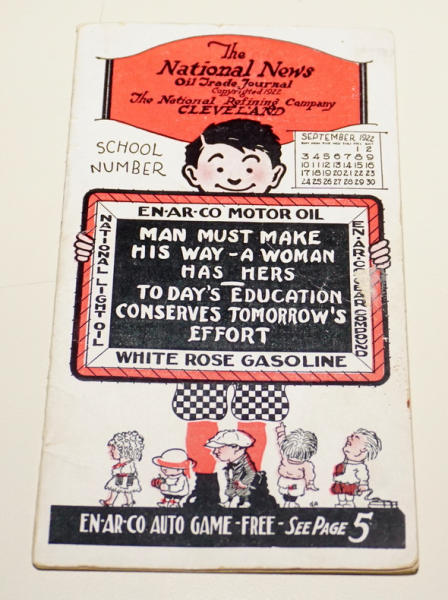 The
National News
Oil Trade Journal
Copyrighted 1922
The National Refining Company
CLEVELAND
SCHOOL
NUMBER
SEPTEMBER 1922
1 2
3 4 5 6 7 8 9
10 11 12 13 14 15 16
17 18 19 20 21 22 23
24 25 26 27 28 29 30
EN-AR-CO MOTOR OIL
NATIONAL LIGHT OIL
MAN MUST MAKE
HIS WAY - A WOMAN
HAS HERS
TO DAY'S EDUCATION
CONSERVES TOMORROW'S
EFFORT
EN-AR-CO GEAR COMPOUND
WHITE ROSE GASOLINE
EN-AR-CO AUTO GAME - FREE - SEE PAGE 5